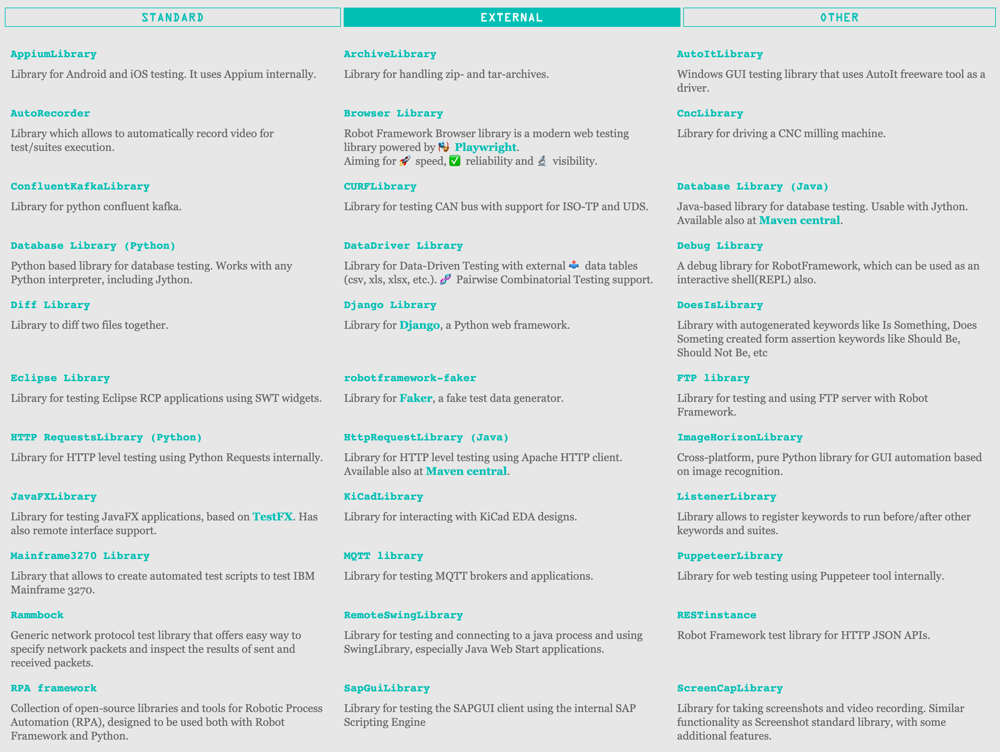 STANDARD
EXTERNAL
OTHER
AppiumLibrary
Library for Android and iOS testing. It uses Appium internally.
ArchiveLibrary
Library for handling zip- and tar-archives.
AutoItLibrary
Windows GUI testing library that uses AutoIt freeware tool as a
driver.
AutoRecorder
Library which allows to automatically record video for
test/suites execution.
Browser Library
Robot Framework Browser library is a modern web testing
library powered by 🎭 Playwright.
Aiming for 🚀 speed, ✅ reliability and 🔬 visibility.
CncLibrary
Library for driving a CNC milling machine.
ConfluentKafkaLibrary
Library for python confluent kafka.
CURFLibrary
Library for testing CAN bus with support for ISO-TP and UDS.
Database Library (Java)
Java-based library for database testing. Usable with Jython.
Available also at Maven central.
Database Library (Python)
Python based library for database testing. Works with any
Python interpreter, including Jython.
DataDriver Library
Library for Data-Driven Testing with external 📤 data tables
(csv, xls, xlsx, etc.). 🧬 Pairwise Combinatorial Testing support.
Debug Library
A debug library for RobotFramework, which can be used as an
interactive shell(REPL) also.
Diff Library
Library to diff two files together.
Django Library
Library for Django, a Python web framework.
DoesIsLibrary
Library with autogenerated keywords like Is Something, Does
Someting created form assertion keywords like Should Be,
Should Not Be, etc
Eclipse Library
Library for testing Eclipse RCP applications using SWT widgets.
robotframework-faker
Library for Faker, a fake test data generator.
FTP library
Library for testing and using FTP server with Robot
Framework.
HTTP RequestsLibrary (Python)
Library for HTTP level testing using Python Requests internally.
HttpRequestLibrary (Java)
Library for HTTP level testing using Apache HTTP client.
Available also at Maven central.
ImageHorizonLibrary
Cross-platform, pure Python library for GUI automation based
on image recognition.
JavaFXLibrary
Library for testing JavaFX applications, based on TestFX. Has
also remote interface support.
KiCadLibrary
Library for interacting with KiCad EDA designs.
ListenerLibrary
Library allows to register keywords to run before/after other
keywords and suites.
Mainframe3270 Library
Library that allows to create automated test scripts to test IBM
Mainframe 3270.
MQTT library
Library for testing MQTT brokers and applications.
PuppeteerLibrary
Library for web testing using Puppeteer tool internally.
Rammbock
Generic network protocol test library that offers easy way to
specify network packets and inspect the results of sent and
received packets.
RemoteSwingLibrary
Library for testing and connecting to a java process and using
SwingLibrary, especially Java Web Start applications.
RESTinstance
Robot Framework test library for HTTP JSON APIs.
RPA framework
Collection of open-source libraries and tools for Robotic Process
Automation (RPA), designed to be used both with Robot
Framework and Python.
SapGuiLibrary
Library for testing the SAPGUI client using the internal SAP
Scripting Engine
ScreenCapLibrary
Library for taking screenshots and video recording. Similar
functionality as Screenshot standard library, with some
additional features.